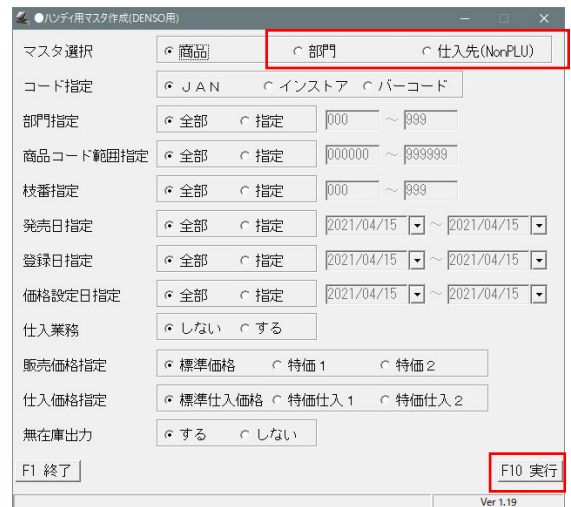 ●ハンディ用マスタ作成(DENSO用)
マスタ選択 商品 部門 仕入先(NonPLU)
コード指定 JAN インストア バーコード
部門指定 全部 指定 000 ～ 999
商品コード範囲指定 全部 指定 000000 ～ 999999
枝番指定 全部 指定 000 ～ 999
発売日指定 全部 指定 2021/04/15 ～ 2021/04/15
登録日指定 全部 指定 2021/04/15 ～ 2021/04/15
価格設定日指定 全部 指定 2021/04/15 ～ 2021/04/15
仕入業務 しない する
販売価格指定 標準価格 特価1 特価2
仕入価格指定 標準仕入価格 特価仕入1 特価仕入2
無在庫出力 する しない
F1 終了 F10 実行
Ver 1.19